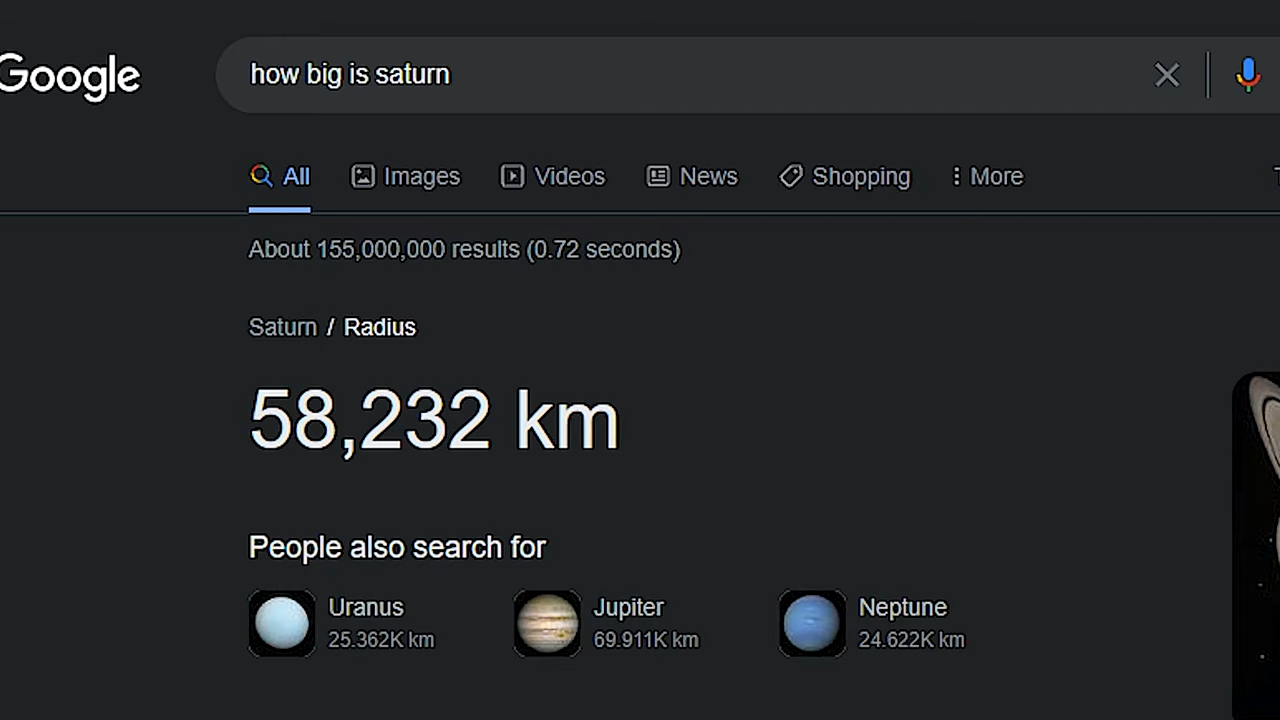 Google
how big is saturn
All Images Videos News Shopping More
About 155,000,000 results (0.72 seconds)
Saturn / Radius
58,232 km
People also search for
Uranus Jupiter Neptune
25.362K km 69.911K km 24.622K km